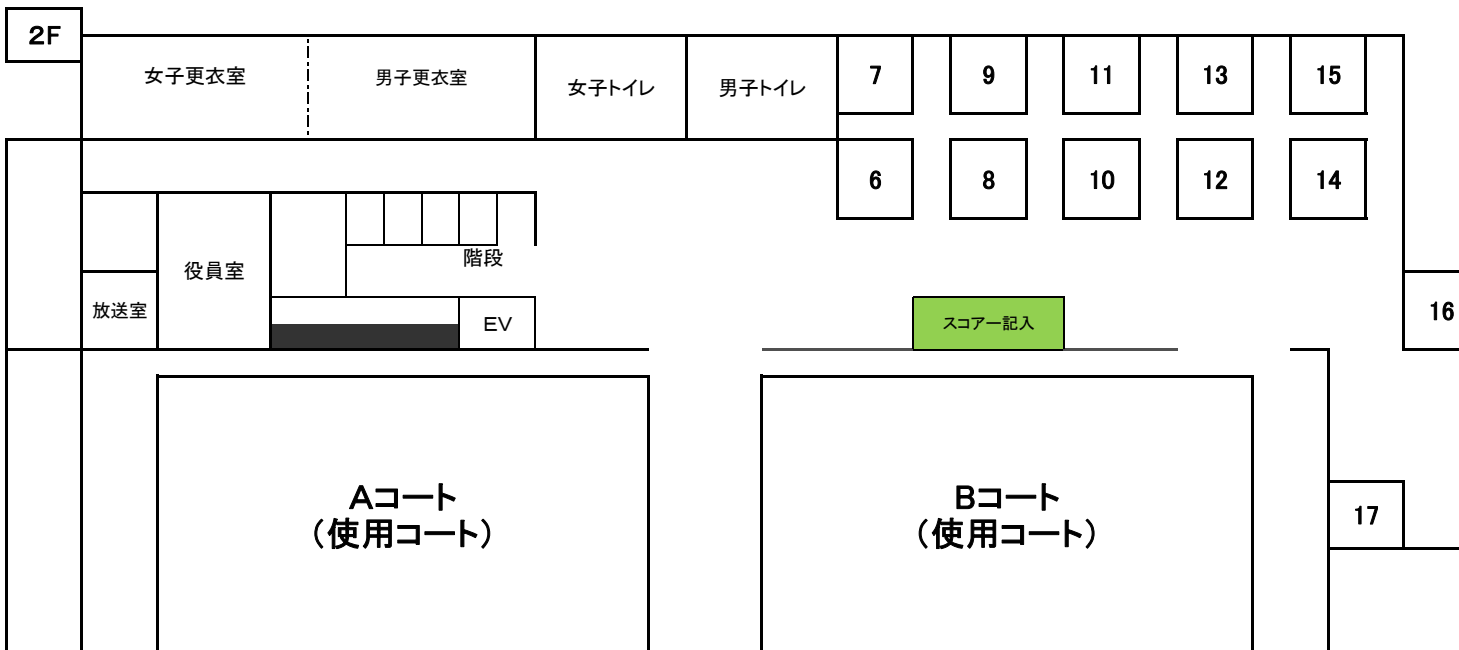 2F
女子更衣室
男子更衣室
女子トイレ
男子トイレ
7
9
11
13
15
6
8
10
12
14
階段
役員室
放送室
EV
スコアー記入
16
Aコート
(使用コート)
Bコート
(使用コート)
17